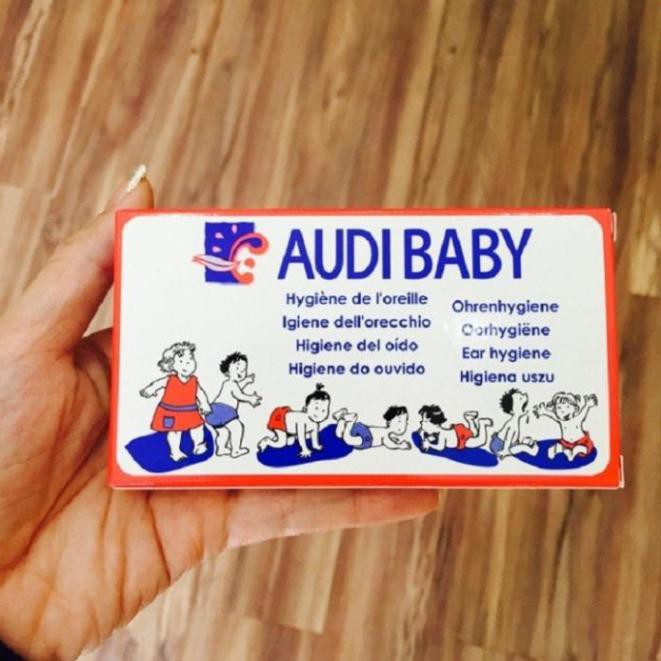 AUDI BABY
Hygiène de l'oreille
Igiene dell'orecchio
Higiene del oído
Higiene do ouvido
Ohrenhygiene
Oorhygiëne
Ear hygiene
Higiena uszu